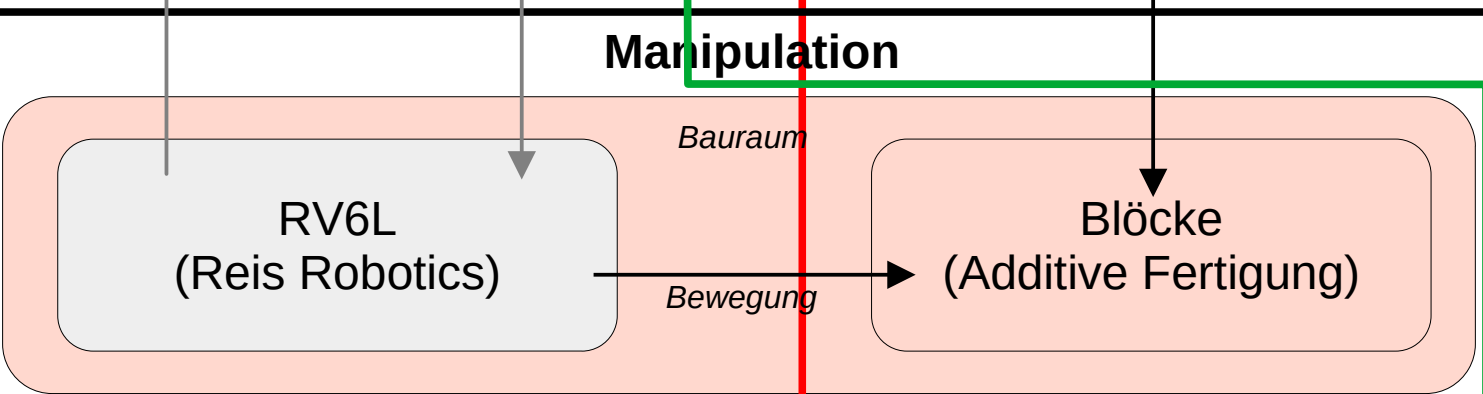 Manipulation
Bauraum
RV6L
(Reis Robotics)
Bewegung
Blöcke
(Additive Fertigung)